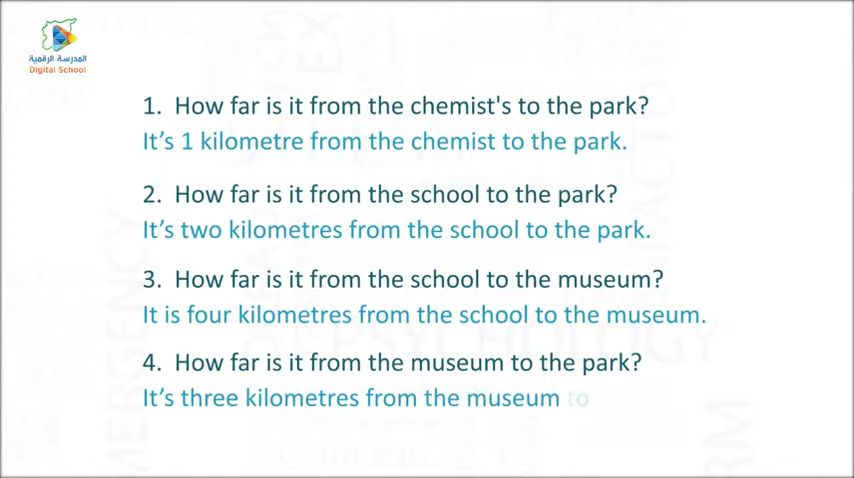 المدرسة الرقمية
Digital School
1. How far is it from the chemist's to the park?
It's 1 kilometre from the chemist to the park.
2. How far is it from the school to the park?
It's two kilometres from the school to the park.
3. How far is it from the school to the museum?
It is four kilometres from the school to the museum.
4. How far is it from the museum to the park?
It's three kilometres from the museum to
EMERGENCY
PSYCHOLOGY
CHRONIC